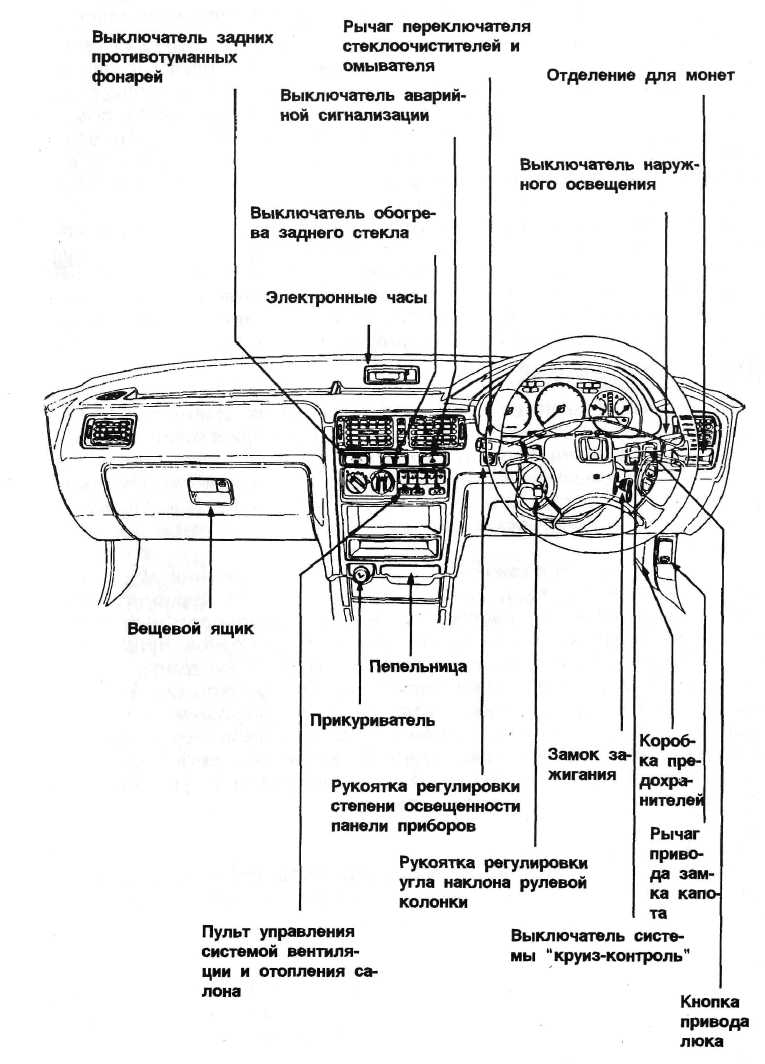 Выключатель задних
противотуманных
фонарей
Рычаг переключателя
стеклоочистителей и
омывателя
Выключатель аварий-
ной сигнализации
Отделение для монет
Выключатель наруж-
ного освещения
Выключатель обогре-
ва заднего стекла
Электронные часы
Вещевой ящик
Пепельница
Прикуриватель
Рукоятка регулировки
степени освещенности
панели приборов
Замок за-
жигания
Короб-
ка пре-
дохра-
нителей
Рукоятка регулировки
угла наклона рулевой
колонки
Рычаг
приво-
да зам-
ка капо-
та
Пульт управления
системой вентиля-
ции и отопления са-
лона
Выключатель систе-
мы "круиз-контроль"
Кнопка
привода
люка